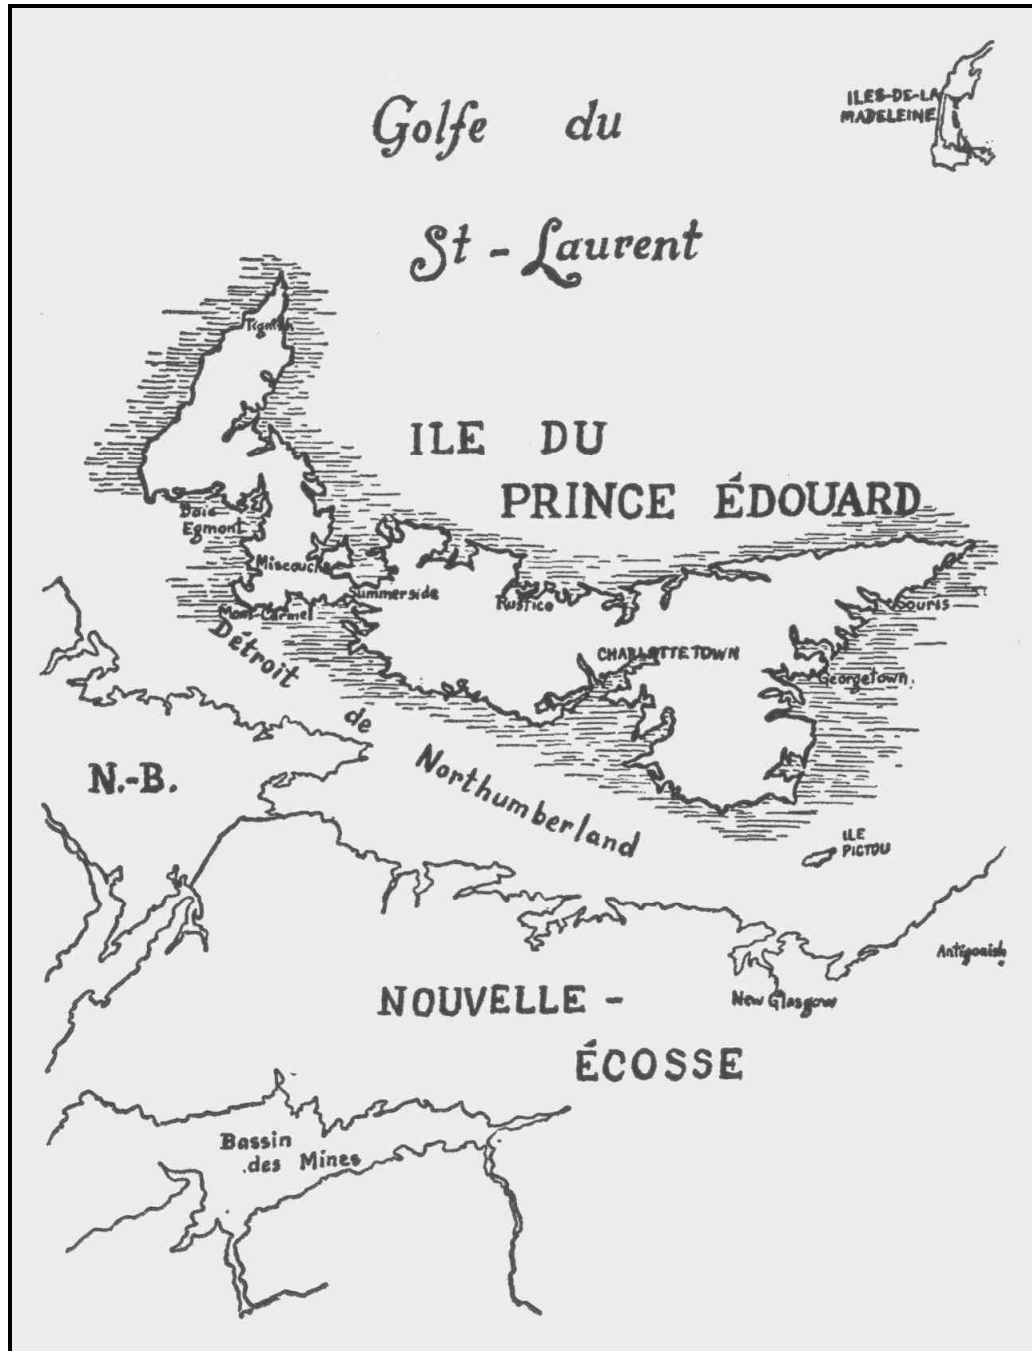 Golfe du
St-Laurent
ILES-DE-LA
MADELEINE
Tignish
ILE DU
PRINCE ÉDOUARD
Baie
Egmont
Miscouche
Summerside
Mont-Carmel
Rustico
Souris
CHARLOTTETOWN
Georgetown
Détroit
de
Northumberland
N.-B.
ILE
PICTOU
Antigonish
New Glasgow
NOUVELLE-
ÉCOSSE
Bassin
des Mines